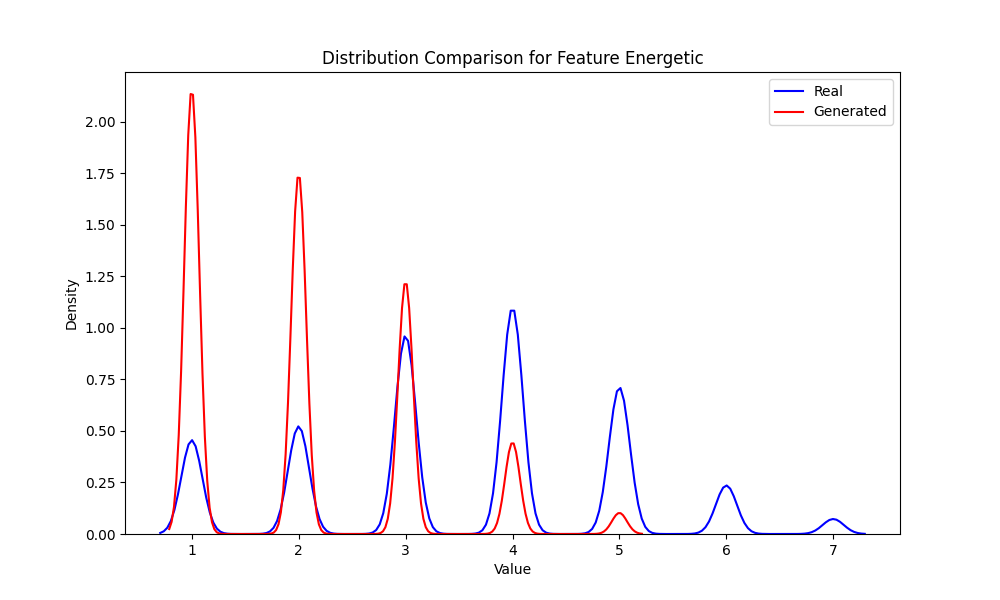 Distribution Comparison for Feature Energetic
Real
Generated
2.00
1.75
1.50
1.25
1.00
0.75
0.50
0.25
0.00
Density
1 2 3 4 5 6 7
Value